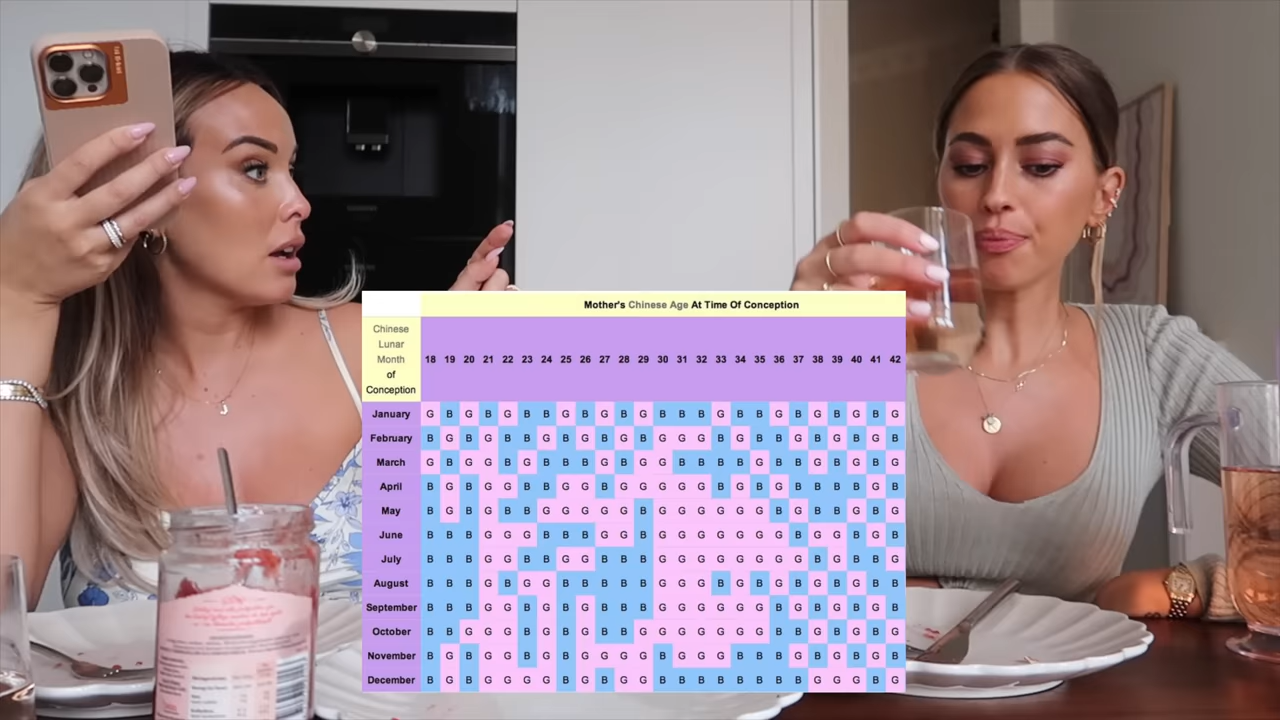 Mother's Chinese Age At Time Of Conception
Chinese
Lunar
Month
of
Conception
18 19 20 21 22 23 24 25 26 27 28 29 30 31 32 33 34 35 36 37 38 39 40 41 42
January G B G B G B B G B G B G B B B G B B G B G B G B G
February B G B G B B G B G B G B G G G B G B G B B G B G B
March G B G G B G B B B G B G G B B B B G B B G B G B G
April B G B G G B B G G B G G G G G B G B G B B B B G B
May B G B G B B G G G G G B G G G G G G B B G B G G B
June B B B G G G B B B G G B G G G G G G G B G G B G B
July B B B G G B B G G B B B G G G G G G G G B G B B G
August B B B G B G G B B B B B G G G B G B G B G B G B B
September B B B G G B G B G B B B G G G G G G B G B G B G B
October B B G G G B G B G B B G G G G G G G B B G B G B G
November B G B G G B G B G G G G B G G G B B B G B B G B G
December B G B G G G G B G B G G B B B B B B B B G G G B G